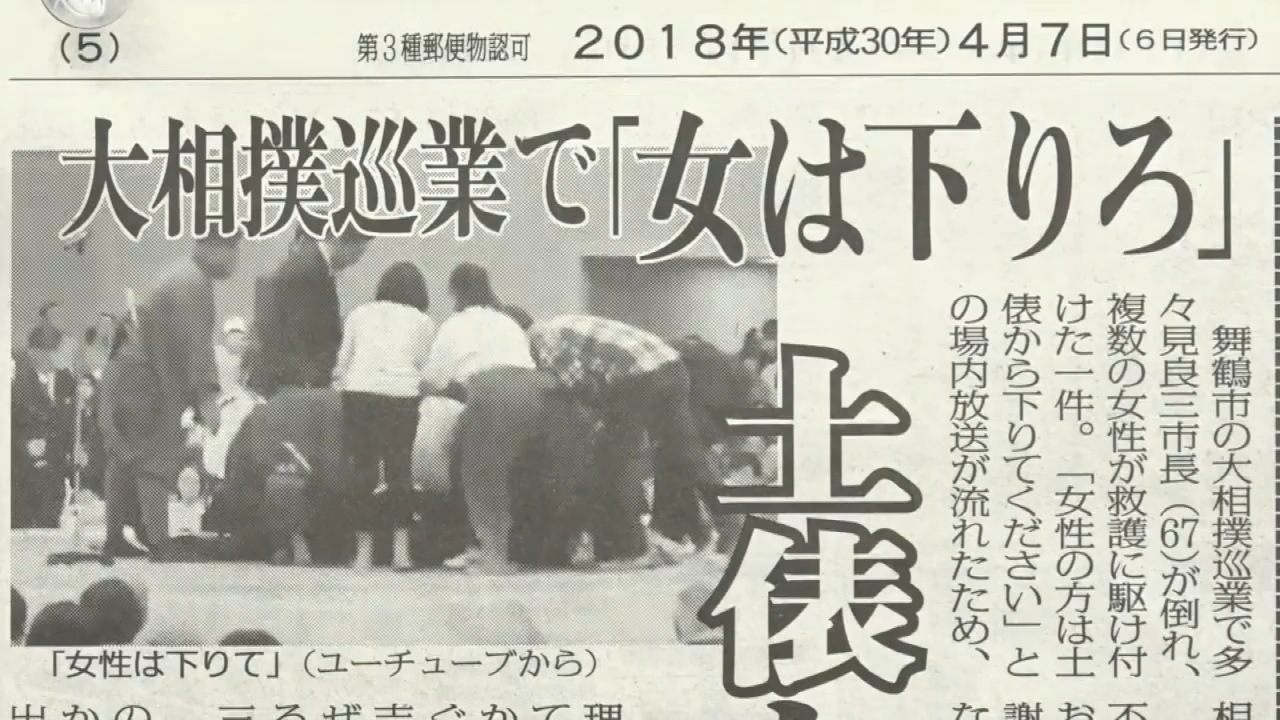 (5)
第3種郵便物認可
2018年(平成30年)4月7日(6日発行)
大相撲巡業で「女は下りろ」
土俵
舞鶴市の大相撲巡業で多
々見良三市長(67)が倒れ、
複数の女性が救護に駆け付
けた一件。「女性の方は土
俵から下りてください」と
の場内放送が流れたため、
「女性は下りて」(ユーチューブから)